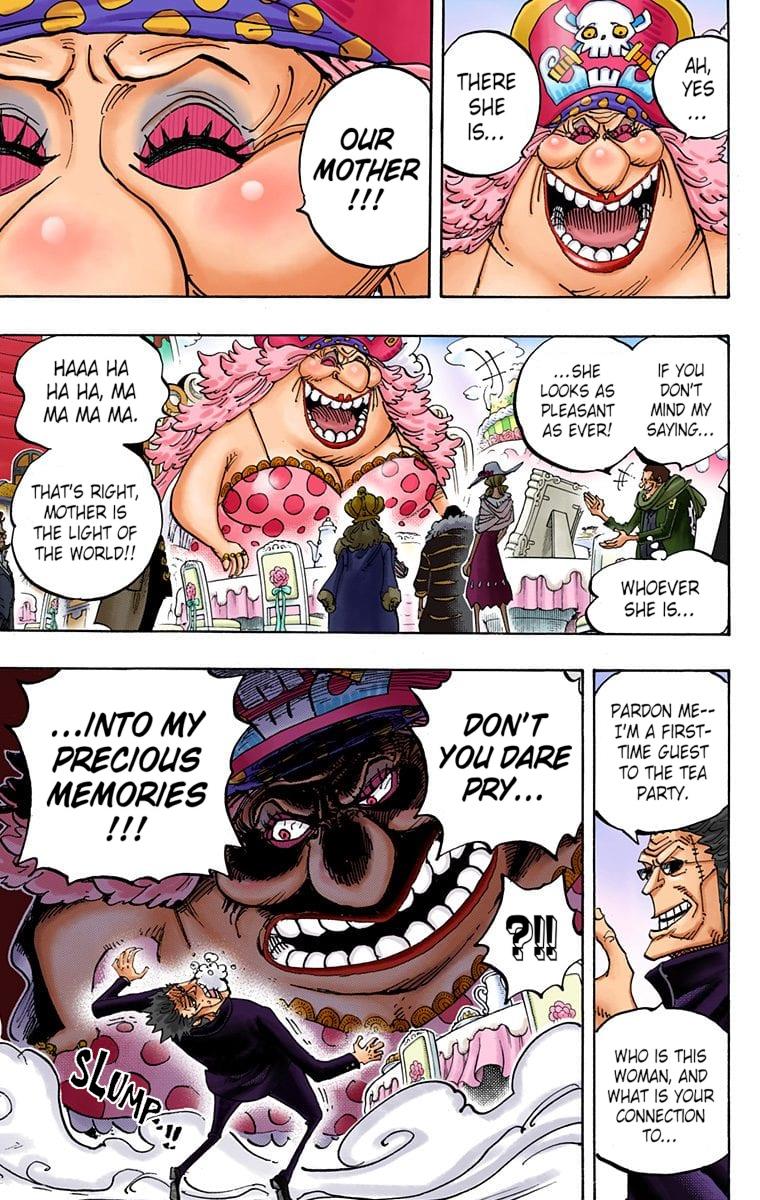 AH,
YES
...
THERE
SHE
IS...
OUR
MOTHER
!!!
IF YOU
DON'T
MIND MY
SAYING...
...SHE
LOOKS AS
PLEASANT
AS EVER!
WHOEVER
SHE IS...
HAAA HA
HA HA, MA
MA MA MA.
THAT'S RIGHT,
MOTHER IS
THE LIGHT OF
THE WORLD!!
PARDON ME--
I'M A FIRST-
TIME GUEST
TO THE TEA
PARTY.
WHO IS THIS
WOMAN, AND
WHAT IS YOUR
CONNECTION
TO...
DON'T
YOU DARE
PRY...
...INTO MY
PRECIOUS
MEMORIES
!!!
?!!
SLUMP...!!